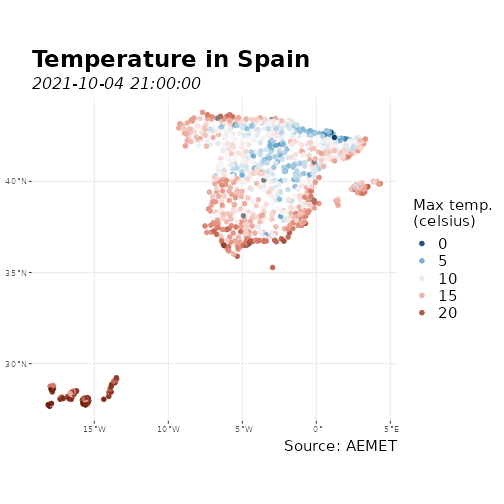 Temperature in Spain
2021-10-04 21:00:00
40°N
35°N
30°N
15°W
10°W
5°W
0°
5°E
Max temp.
(celsius)
0
5
10
15
20
Source: AEMET